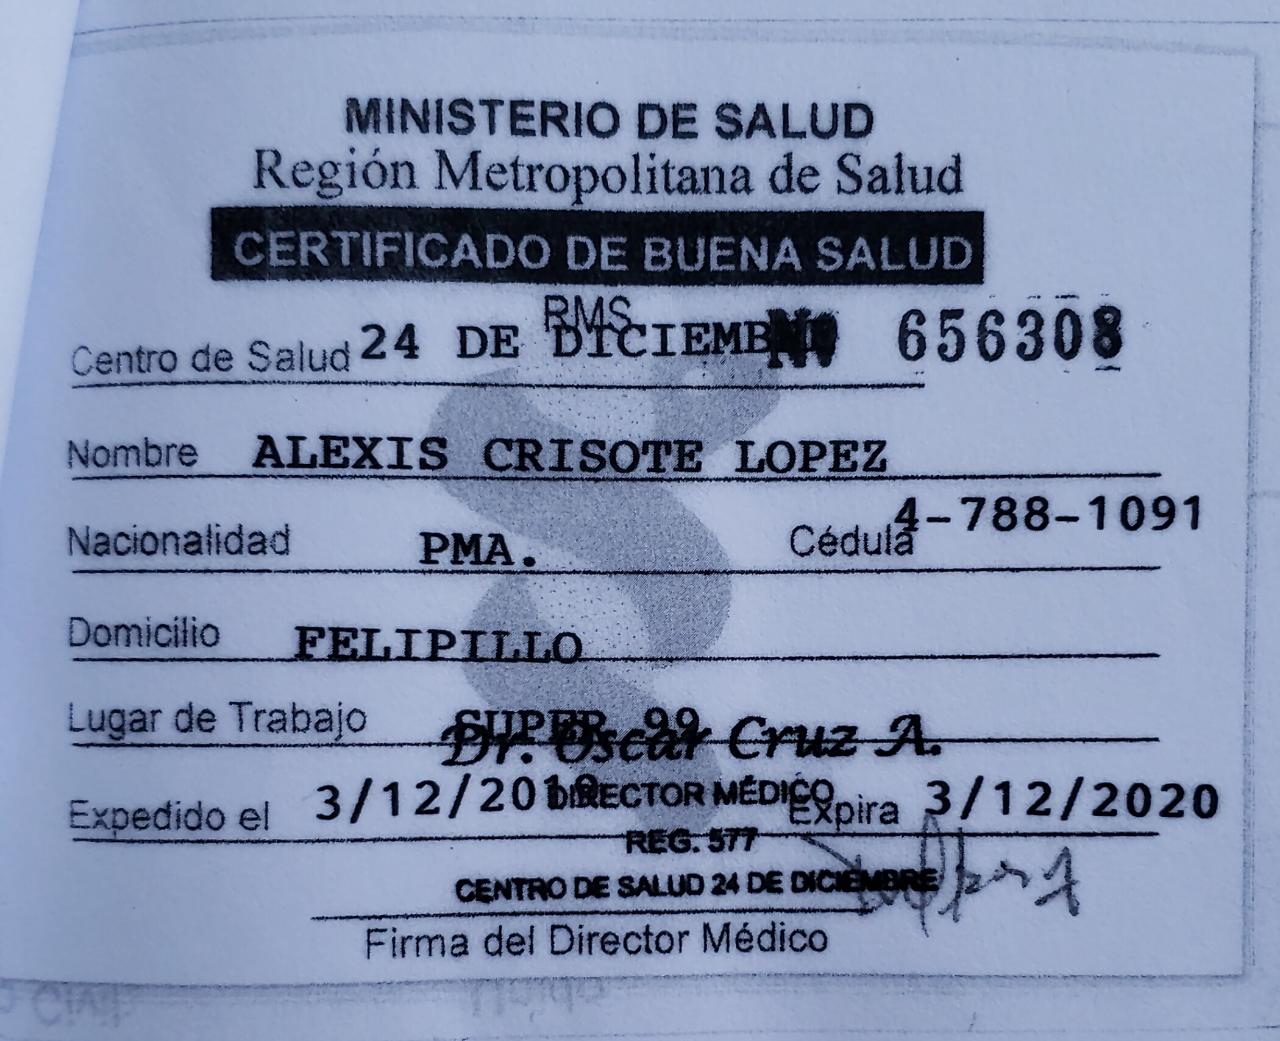 MINISTERIO DE SALUD
Región Metropolitana de Salud
CERTIFICADO DE BUENA SALUD
RMS
Centro de Salud 24 DE DICIEMB Nº 656308
Nombre ALEXIS CRISOTE LOPEZ
Nacionalidad PMA. Cédula 4-788-1091
Domicilio FELIPILLO
Lugar de Trabajo SUPER 99
Dr. Oscar Cruz A.
Expedido el 3/12/2019 DIRECTOR MÉDICO Expira 3/12/2020
REG. 577
CENTRO DE SALUD 24 DE DICIEMBRE
Firma del Director Médico